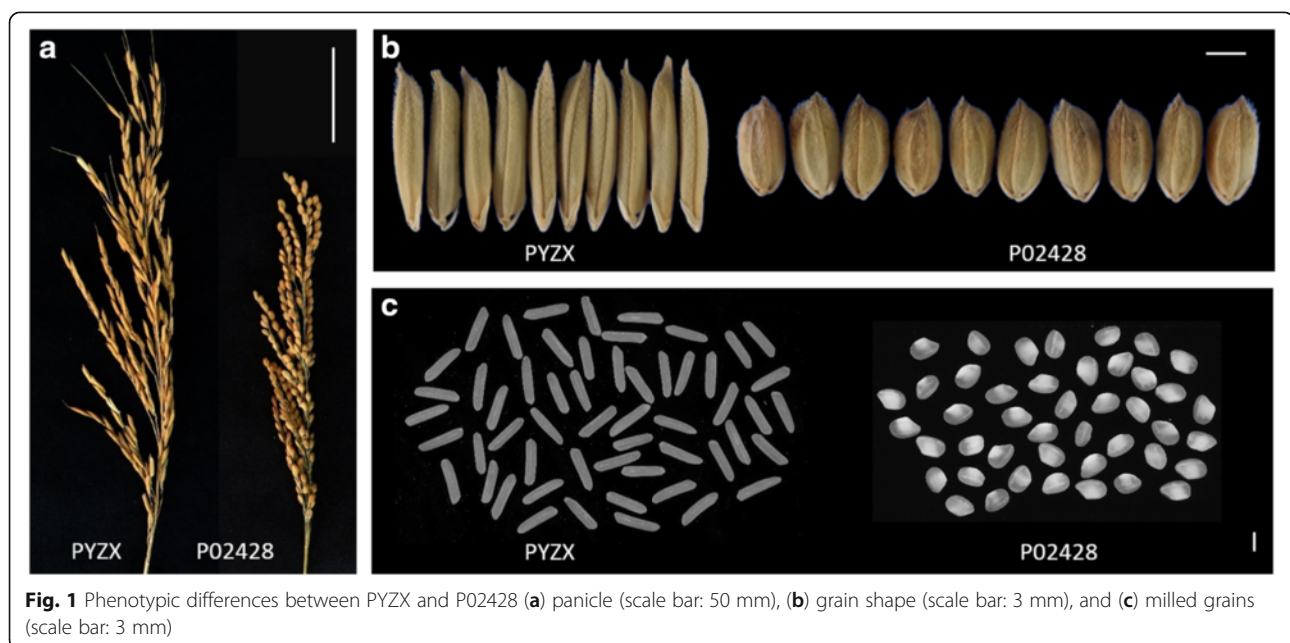 a
PYZX
P02428
b
PYZX
P02428
c
PYZX
P02428
Fig. 1 Phenotypic differences between PYZX and P02428 (a) panicle (scale bar: 50 mm), (b) grain shape (scale bar: 3 mm), and (c) milled grains
(scale bar: 3 mm)